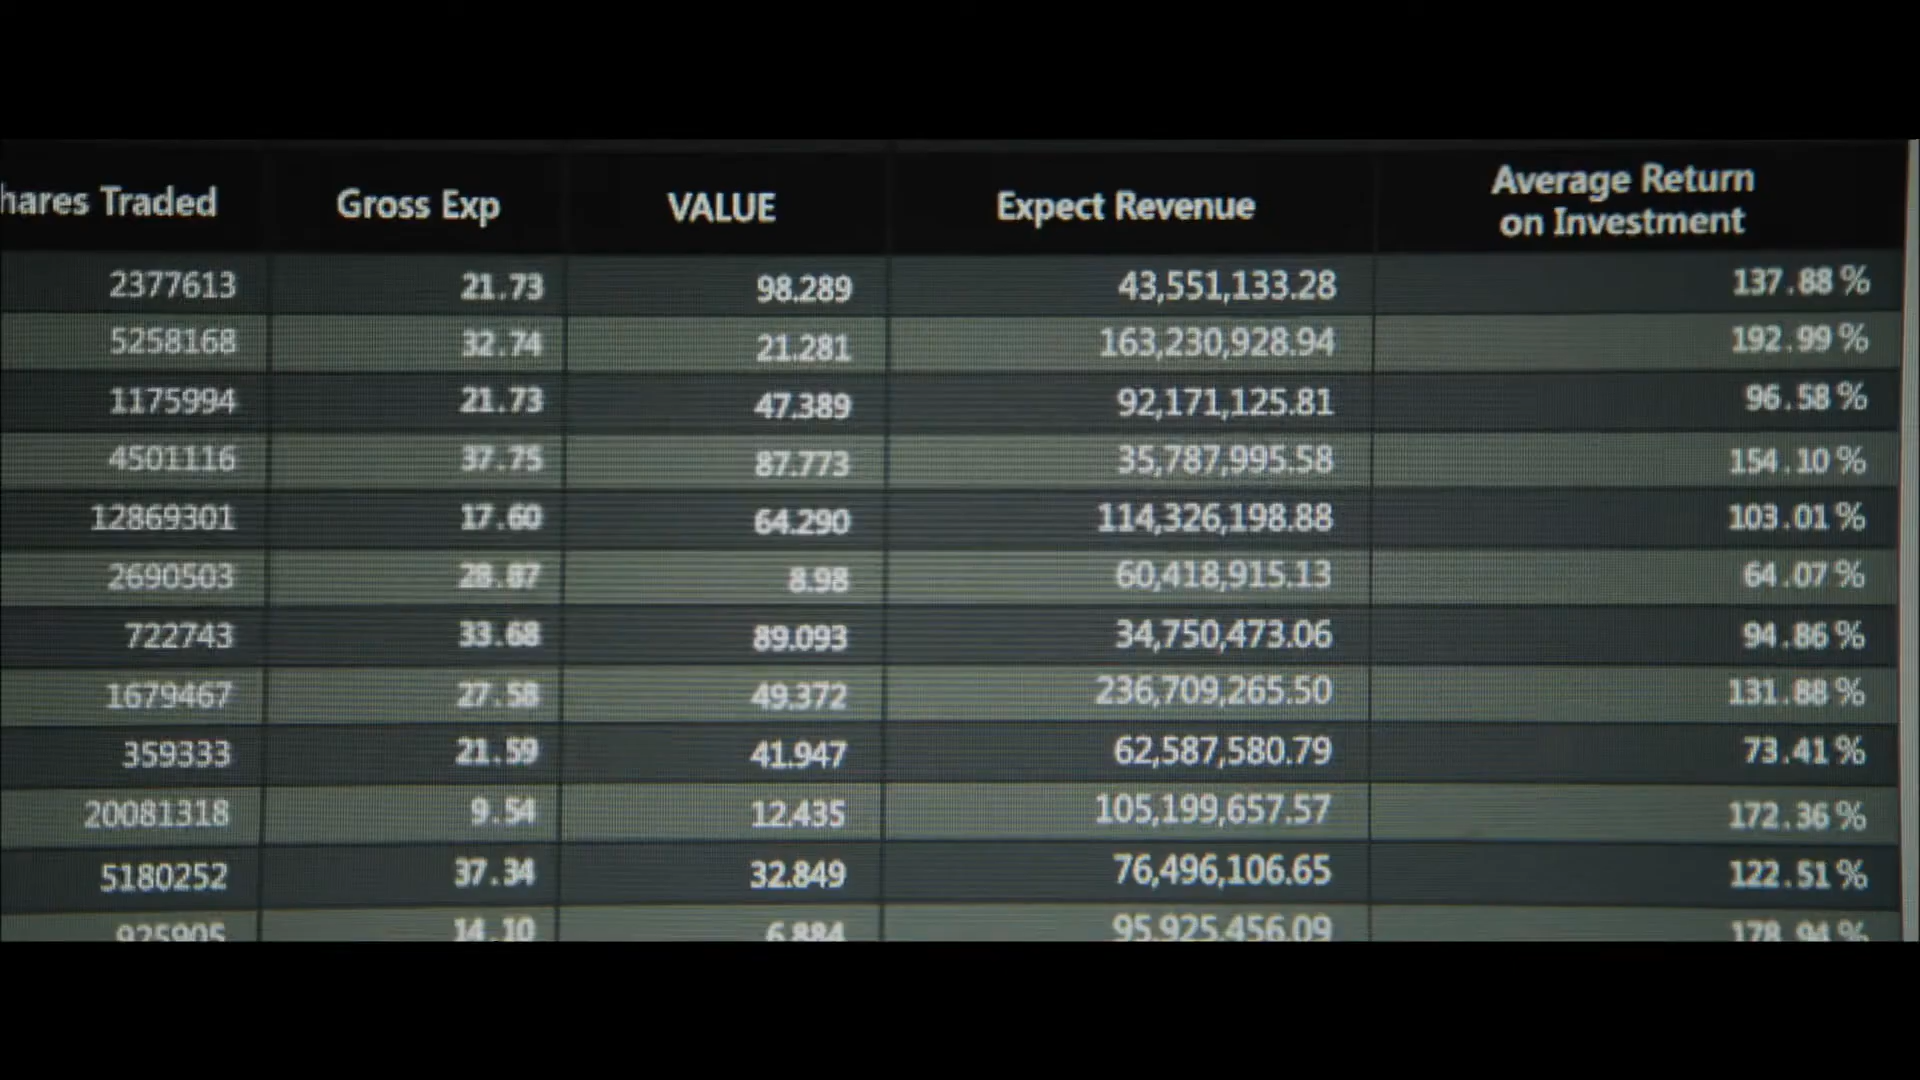 hares Traded Gross Exp VALUE Expect Revenue Average Return on Investment
2377613 21.73 98.289 43,551,133.28 137.88 %
5258168 32.74 21.281 163,230,928.94 192.99 %
1175994 21.73 47.389 92,171,125.81 96.58 %
4501116 37.75 87.773 35,787,995.58 154.10 %
12869301 17.60 64.290 114,326,198.88 103.01 %
2690503 28.87 8.98 60,418,915.13 64.07 %
722743 33.68 89.093 34,750,473.06 94.86 %
1679467 27.58 49.372 236,709,265.50 131.88 %
359333 21.59 41.947 62,587,580.79 73.41 %
20081318 9.54 12.435 105,199,657.57 172.36 %
5180252 37.34 32.849 76,496,106.65 122.51 %
925905 14.10 6.884 95,925,456.09 178.94 %